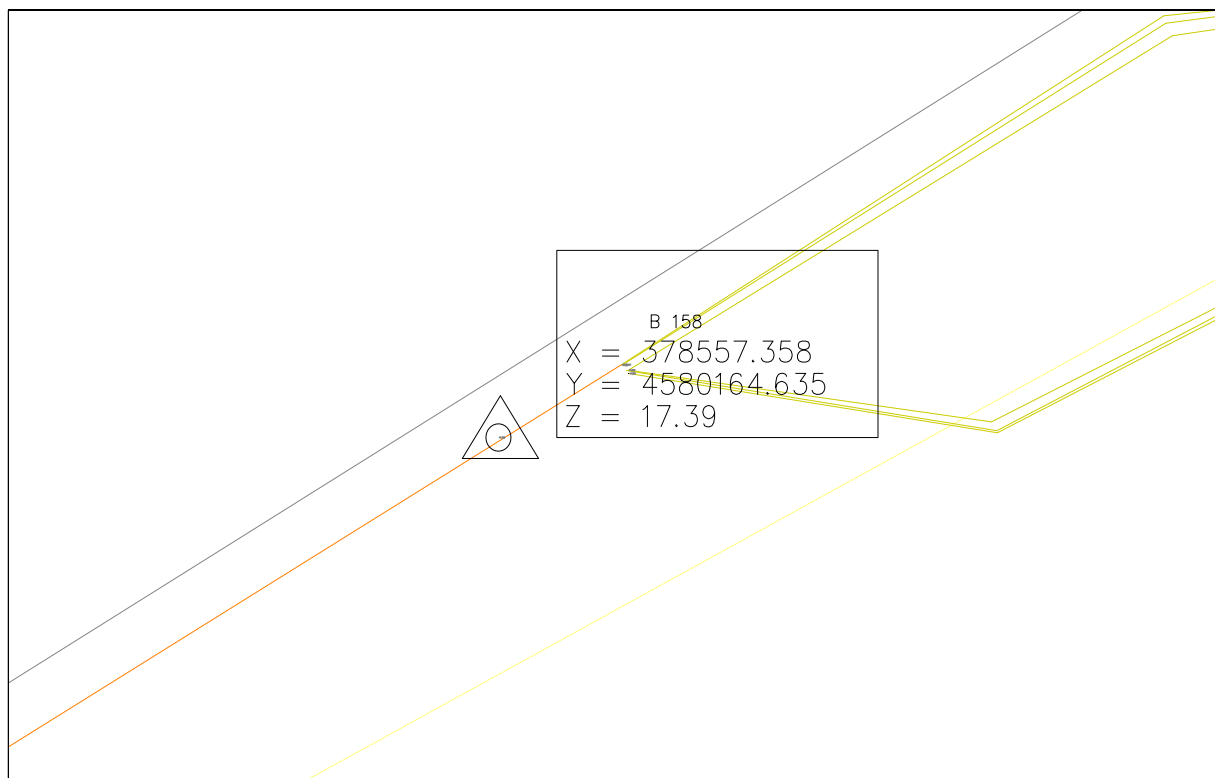 B 158
X = 378557.358
Y = 4580164.635
Z = 17.39